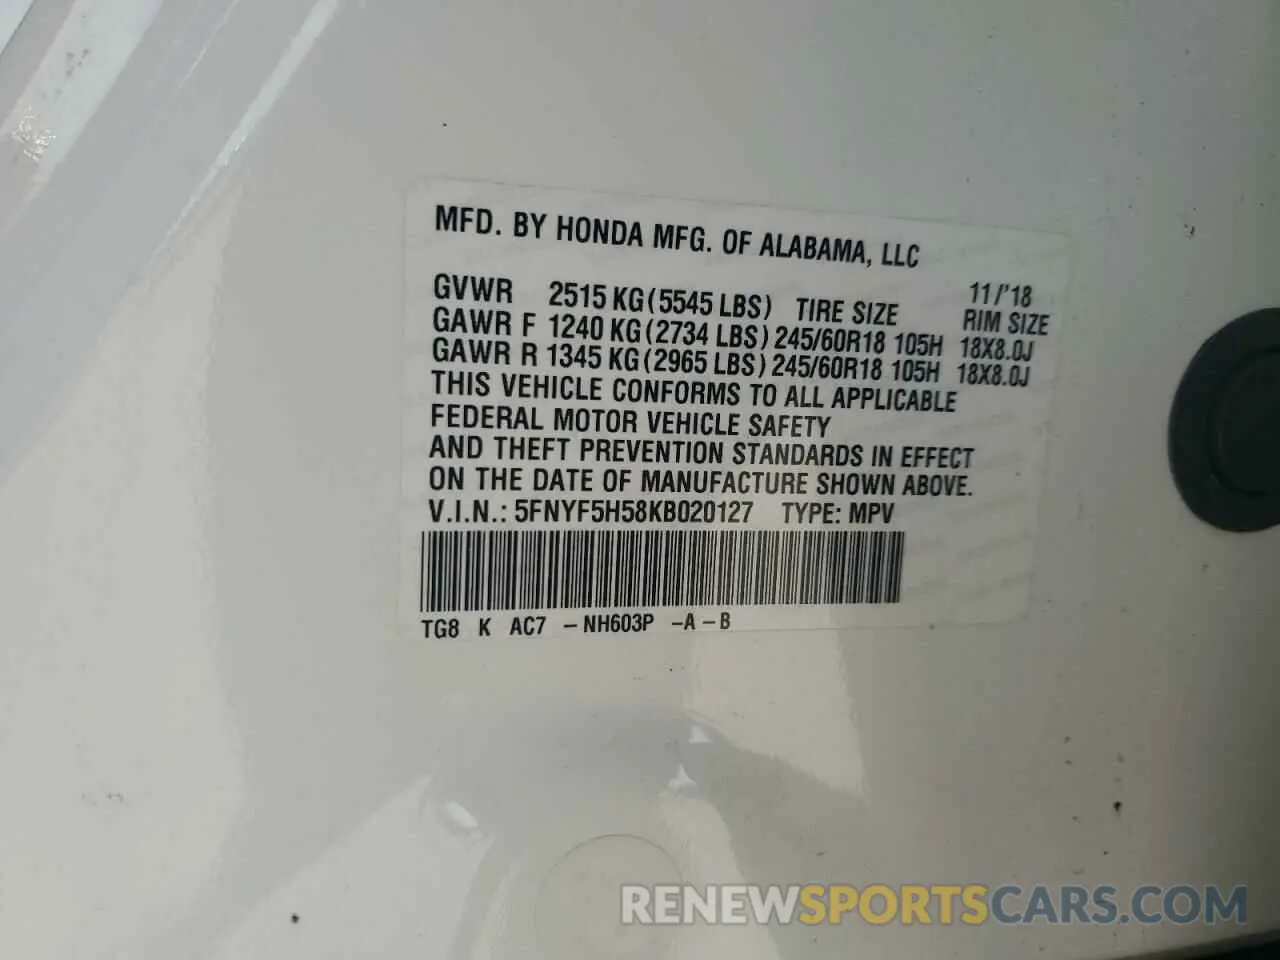 MFD. BY HONDA MFG. OF ALABAMA, LLC
11/'18
GVWR 2515 KG (5545 LBS) TIRE SIZE RIM SIZE
GAWR F 1240 KG (2734 LBS) 245/60R18 105H 18X8.0J
GAWR R 1345 KG (2965 LBS) 245/60R18 105H 18X8.0J
THIS VEHICLE CONFORMS TO ALL APPLICABLE
FEDERAL MOTOR VEHICLE SAFETY
AND THEFT PREVENTION STANDARDS IN EFFECT
ON THE DATE OF MANUFACTURE SHOWN ABOVE.
V.I.N.: 5FNYF5H58KB020127 TYPE: MPV
TG8 K AC7 -NH603P -A-B
RENEWSPORTSCARS.COM